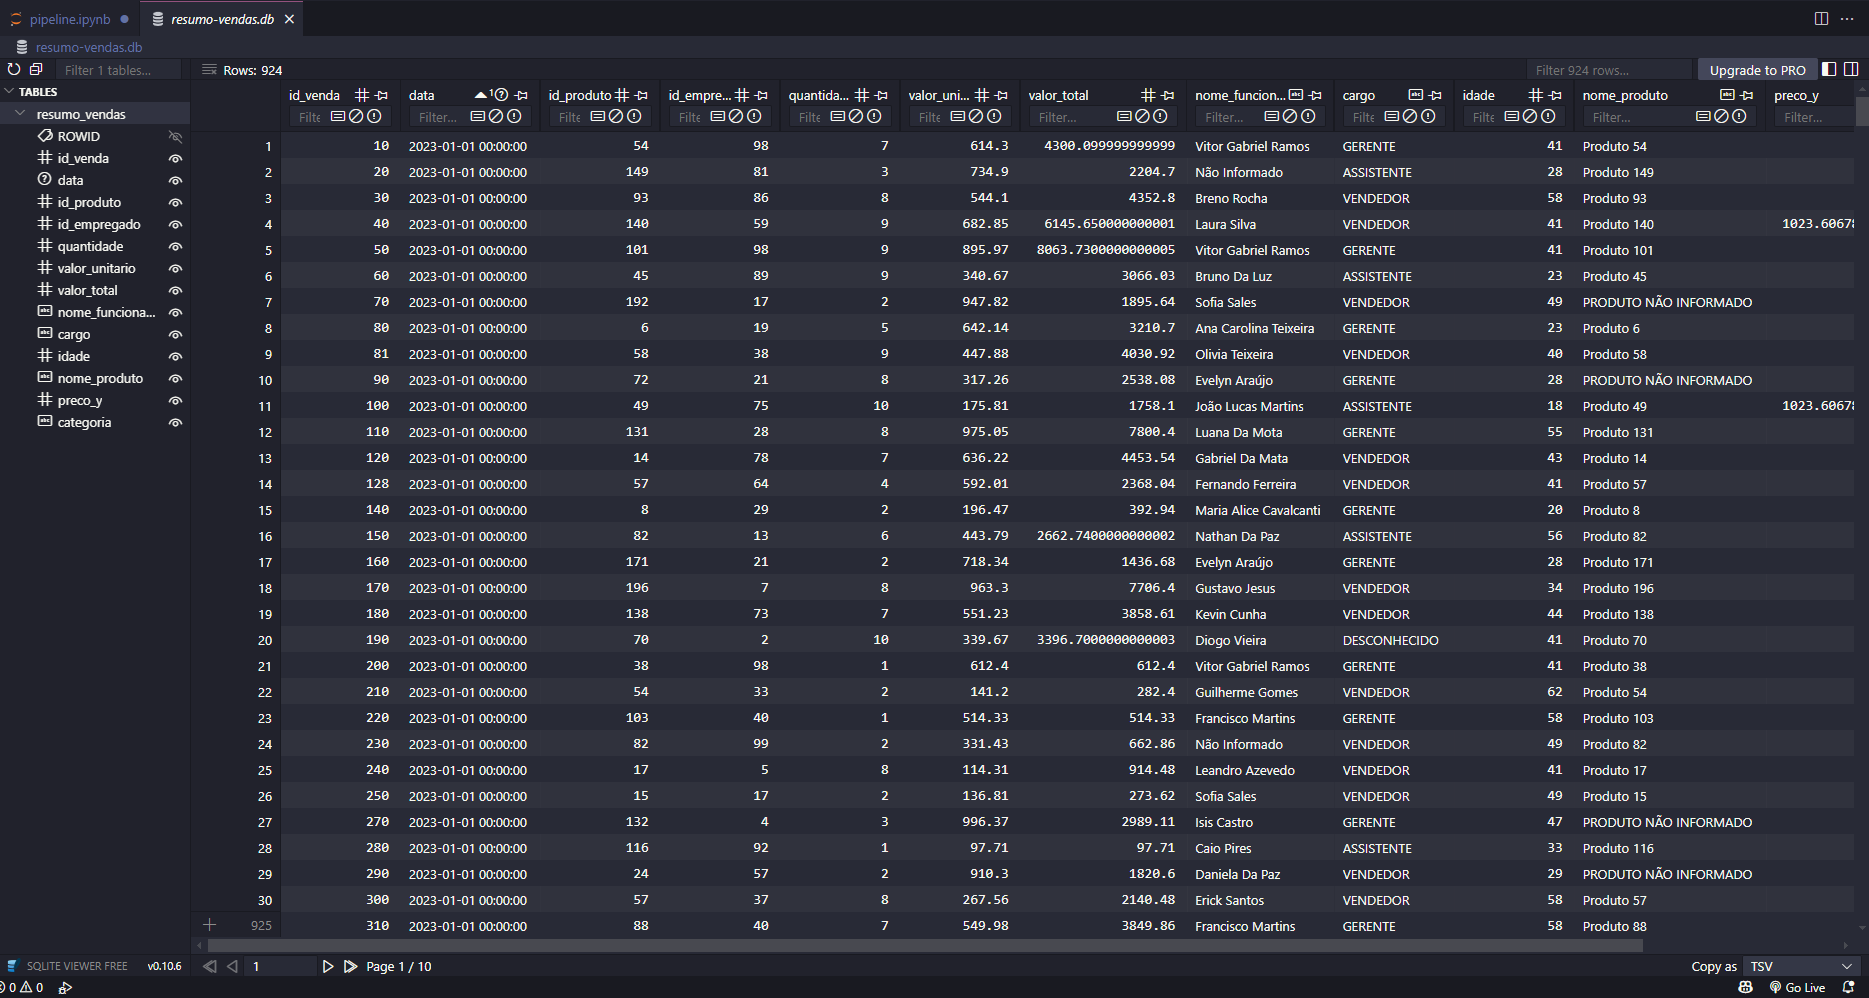 pipeline.ipynb
resumo-vendas.db
resumo-vendas.db
Filter 1 tables...
Rows: 924
Filter 924 rows...
Upgrade to PRO
TABLES
resumo_vendas
ROWID
id_venda
data
id_produto
id_empregado
quantidade
valor_unitario
valor_total
nome_funciona...
cargo
idade
nome_produto
preco_y
categoria
id_venda data 1 id_produto id_empre... quantida... valor_uni... valor_total nome_funcion... cargo idade nome_produto preco_y
Filte Filter... Filte Filte Filte Filte Filter... Filter... Filte Filte Filter... Filter...
1 10 2023-01-01 00:00:00 54 98 7 614.3 4300.099999999999 Vitor Gabriel Ramos GERENTE 41 Produto 54
2 20 2023-01-01 00:00:00 149 81 3 734.9 2204.7 Não Informado ASSISTENTE 28 Produto 149
3 30 2023-01-01 00:00:00 93 86 8 544.1 4352.8 Breno Rocha VENDEDOR 58 Produto 93
4 40 2023-01-01 00:00:00 140 59 9 682.85 6145.650000000001 Laura Silva VENDEDOR 41 Produto 140 1023.6067
5 50 2023-01-01 00:00:00 101 98 9 895.97 8063.7300000000005 Vitor Gabriel Ramos GERENTE 41 Produto 101
6 60 2023-01-01 00:00:00 45 89 9 340.67 3066.03 Bruno Da Luz ASSISTENTE 23 Produto 45
7 70 2023-01-01 00:00:00 192 17 2 947.82 1895.64 Sofia Sales VENDEDOR 49 PRODUTO NÃO INFORMADO
8 80 2023-01-01 00:00:00 6 19 5 642.14 3210.7 Ana Carolina Teixeira GERENTE 23 Produto 6
9 81 2023-01-01 00:00:00 58 38 9 447.88 4030.92 Olivia Teixeira VENDEDOR 40 Produto 58
10 90 2023-01-01 00:00:00 72 21 8 317.26 2538.08 Evelyn Araújo GERENTE 28 PRODUTO NÃO INFORMADO
11 100 2023-01-01 00:00:00 49 75 10 175.81 1758.1 João Lucas Martins ASSISTENTE 18 Produto 49 1023.6067
12 110 2023-01-01 00:00:00 131 28 8 975.05 7800.4 Luana Da Mota GERENTE 55 Produto 131
13 120 2023-01-01 00:00:00 14 78 7 636.22 4453.54 Gabriel Da Mata VENDEDOR 43 Produto 14
14 128 2023-01-01 00:00:00 57 64 4 592.01 2368.04 Fernando Ferreira VENDEDOR 41 Produto 57
15 140 2023-01-01 00:00:00 8 29 2 196.47 392.94 Maria Alice Cavalcanti GERENTE 20 Produto 8
16 150 2023-01-01 00:00:00 82 13 6 443.79 2662.7400000000002 Nathan Da Paz ASSISTENTE 56 Produto 82
17 160 2023-01-01 00:00:00 171 21 2 718.34 1436.68 Evelyn Araújo GERENTE 28 Produto 171
18 170 2023-01-01 00:00:00 196 7 8 963.3 7706.4 Gustavo Jesus VENDEDOR 34 Produto 196
19 180 2023-01-01 00:00:00 138 73 7 551.23 3858.61 Kevin Cunha VENDEDOR 44 Produto 138
20 190 2023-01-01 00:00:00 70 2 10 339.67 3396.7000000000003 Diogo Vieira DESCONHECIDO 41 Produto 70
21 200 2023-01-01 00:00:00 38 98 1 612.4 612.4 Vitor Gabriel Ramos GERENTE 41 Produto 38
22 210 2023-01-01 00:00:00 54 33 2 141.2 282.4 Guilherme Gomes VENDEDOR 62 Produto 54
23 220 2023-01-01 00:00:00 103 40 1 514.33 514.33 Francisco Martins GERENTE 58 Produto 103
24 230 2023-01-01 00:00:00 82 99 2 331.43 662.86 Não Informado VENDEDOR 49 Produto 82
25 240 2023-01-01 00:00:00 17 5 8 114.31 914.48 Leandro Azevedo VENDEDOR 41 Produto 17
26 250 2023-01-01 00:00:00 15 17 2 136.81 273.62 Sofia Sales VENDEDOR 49 Produto 15
27 270 2023-01-01 00:00:00 132 4 3 996.37 2989.11 Isis Castro GERENTE 47 PRODUTO NÃO INFORMADO
28 280 2023-01-01 00:00:00 116 92 1 97.71 97.71 Caio Pires ASSISTENTE 33 Produto 116
29 290 2023-01-01 00:00:00 24 57 2 910.3 1820.6 Daniela Da Paz VENDEDOR 29 PRODUTO NÃO INFORMADO
30 300 2023-01-01 00:00:00 57 37 8 267.56 2140.48 Erick Santos VENDEDOR 58 Produto 57
925 310 2023-01-01 00:00:00 88 40 7 549.98 3849.86 Francisco Martins GERENTE 58 Produto 88
SQLITE VIEWER FREE v0.10.6
1
Page 1 / 10
Copy as TSV
0 0
Go Live